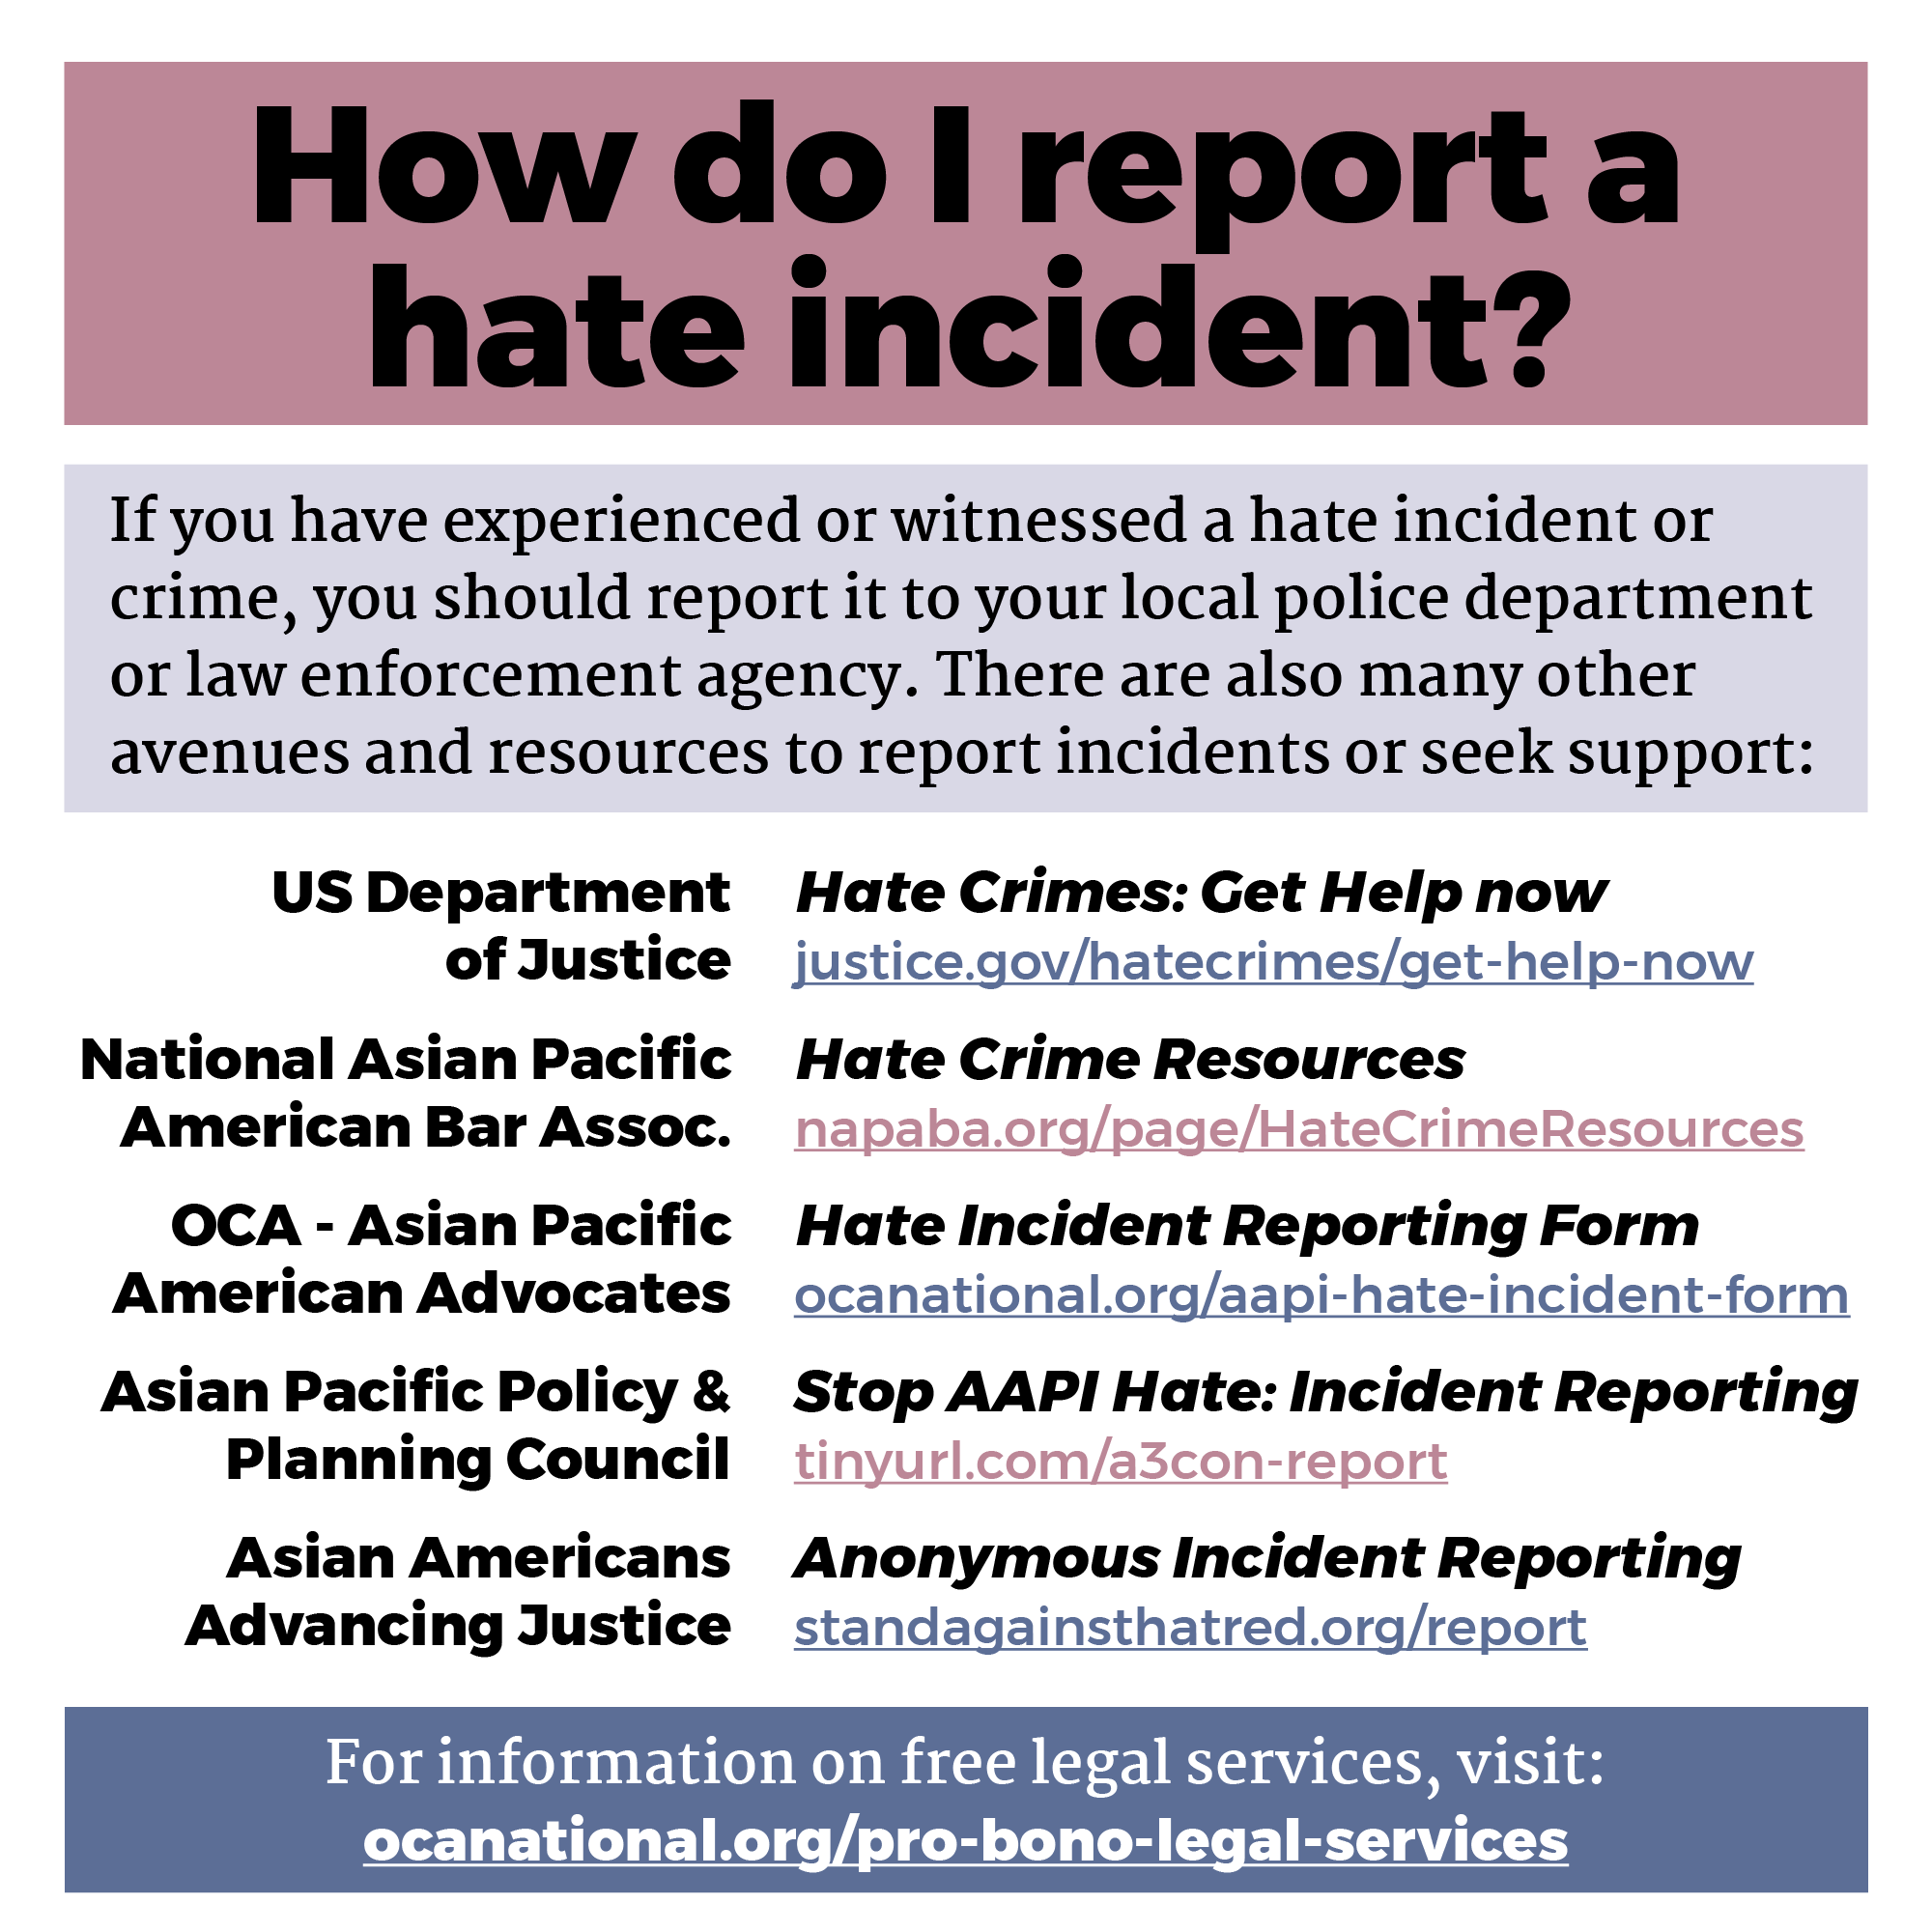 How do I report a
hate incident?
If you have experienced or witnessed a hate incident or
crime, you should report it to your local police department
or law enforcement agency. There are also many other
avenues and resources to report incidents or seek support:
US Department
of Justice
Hate Crimes: Get Help now
justice.gov/hatecrimes/get-help-now
National Asian Pacific
American Bar Assoc.
Hate Crime Resources
napaba.org/page/HateCrimeResources
OCA - Asian Pacific
American Advocates
Hate Incident Reporting Form
ocanational.org/aapi-hate-incident-form
Asian Pacific Policy &
Planning Council
Stop AAPI Hate: Incident Reporting
tinyurl.com/a3con-report
Asian Americans
Advancing Justice
Anonymous Incident Reporting
standagainsthatred.org/report
For information on free legal services, visit:
ocanational.org/pro-bono-legal-services